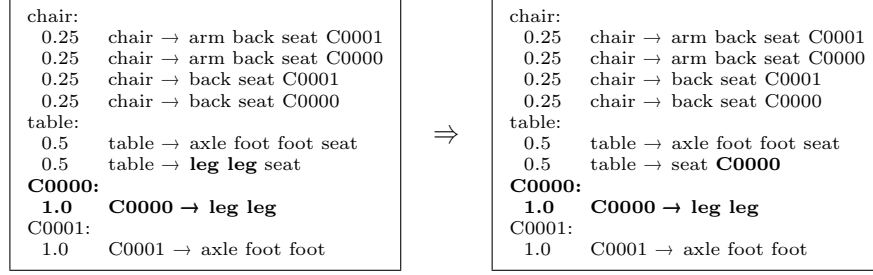 chair:
0.25 chair → arm back seat C0001
0.25 chair → arm back seat C0000
0.25 chair → back seat C0001
0.25 chair → back seat C0000
table:
0.5 table → axle foot foot seat
0.5 table → leg leg seat
C0000:
1.0 C0000 → leg leg
C0001:
1.0 C0001 → axle foot foot
⇒
chair:
0.25 chair → arm back seat C0001
0.25 chair → arm back seat C0000
0.25 chair → back seat C0001
0.25 chair → back seat C0000
table:
0.5 table → axle foot foot seat
0.5 table → seat C0000
C0000:
1.0 C0000 → leg leg
C0001:
1.0 C0001 → axle foot foot